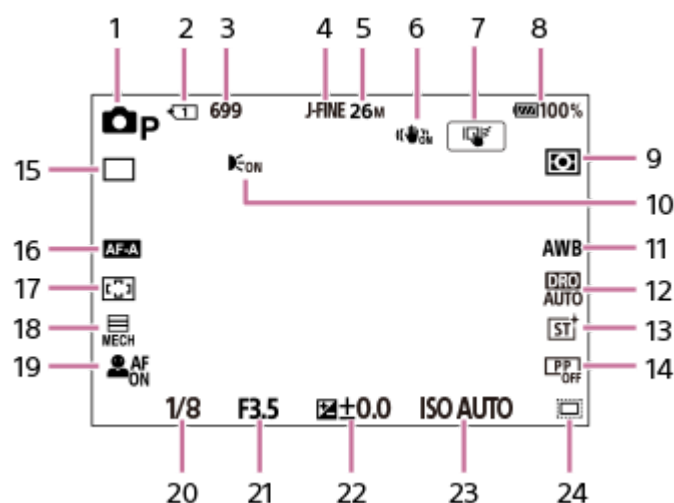 1 2 3 4 5 6 7 8
P 1 699 J-FINE 26M ON 100%
15 9
ON 10
16 AF-A AWB 11
17 DRO AUTO 12
18 MECH ST+ 13
19 AF ON PP OFF 14
1/8 F3.5 ±0.0 ISO AUTO
20 21 22 23 24